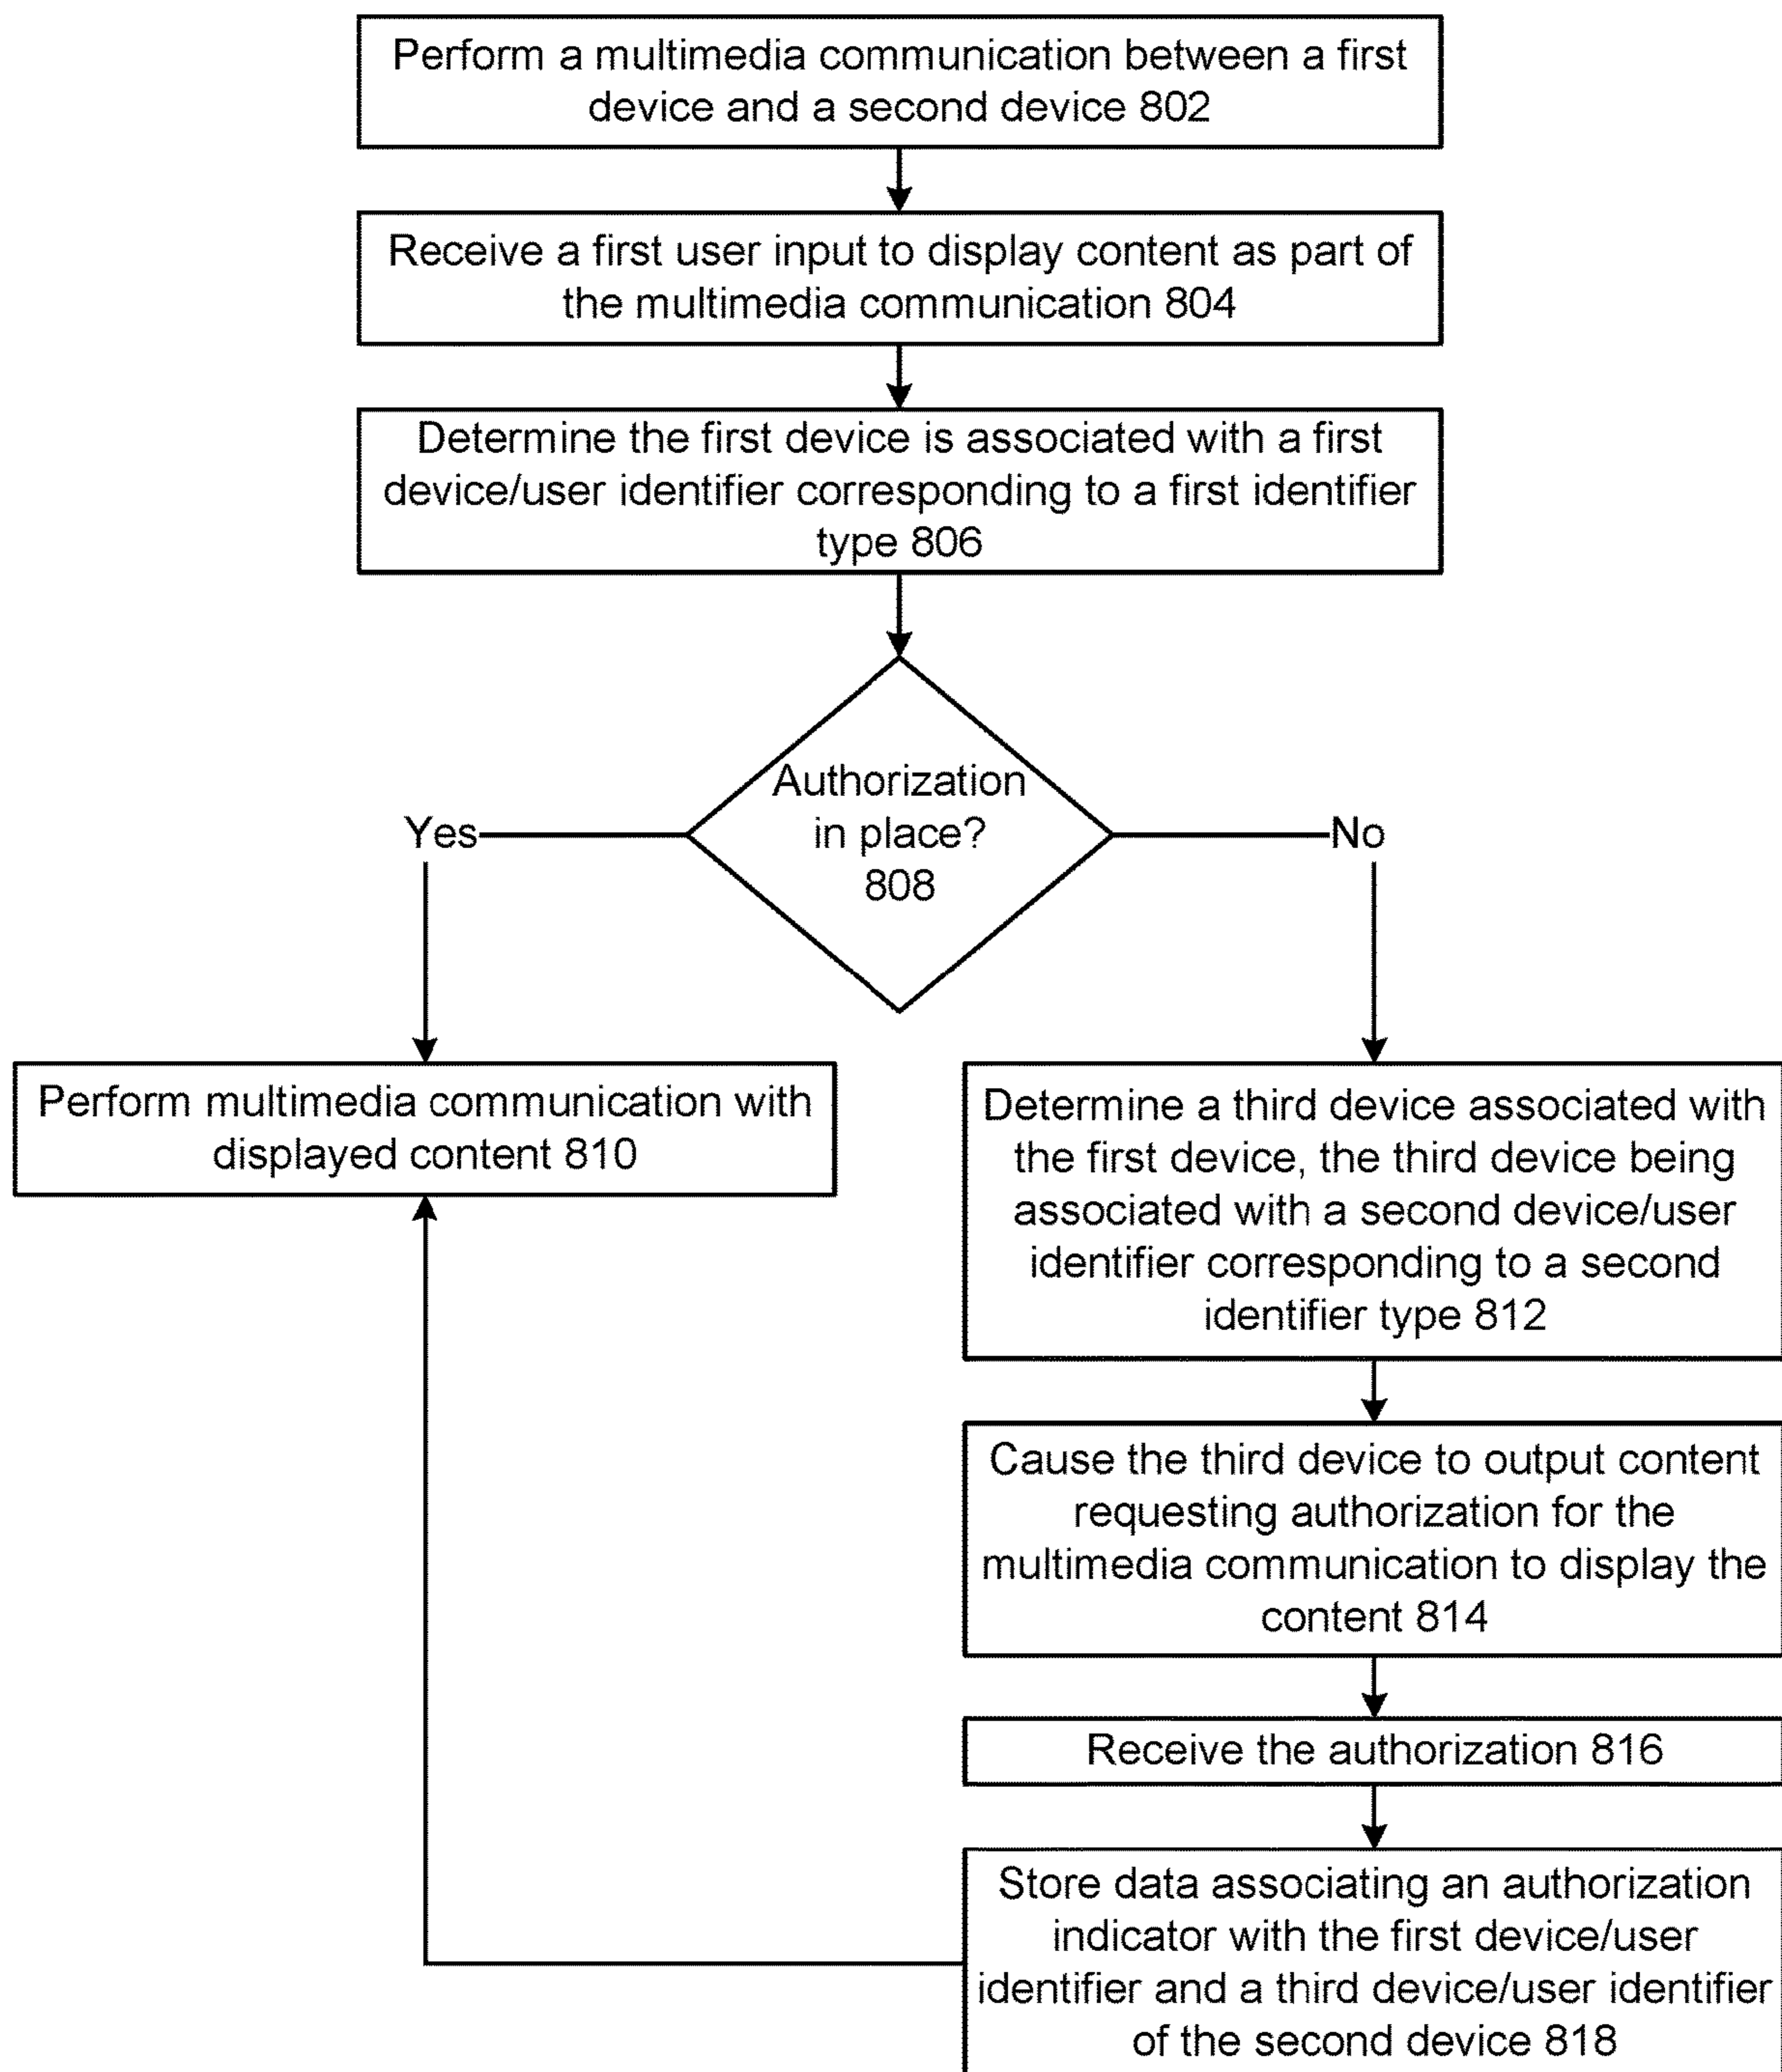 Perform a multimedia communication between a first
device and a second device 802
Receive a first user input to display content as part of
the multimedia communication 804
Determine the first device is associated with a first
device/user identifier corresponding to a first identifier
type 806
Authorization
in place?
808
Yes
No
Perform multimedia communication with
displayed content 810
Determine a third device associated with
the first device, the third device being
associated with a second device/user
identifier corresponding to a second
identifier type 812
Cause the third device to output content
requesting authorization for the
multimedia communication to display the
content 814
Receive the authorization 816
Store data associating an authorization
indicator with the first device/user
identifier and a third device/user identifier
of the second device 818